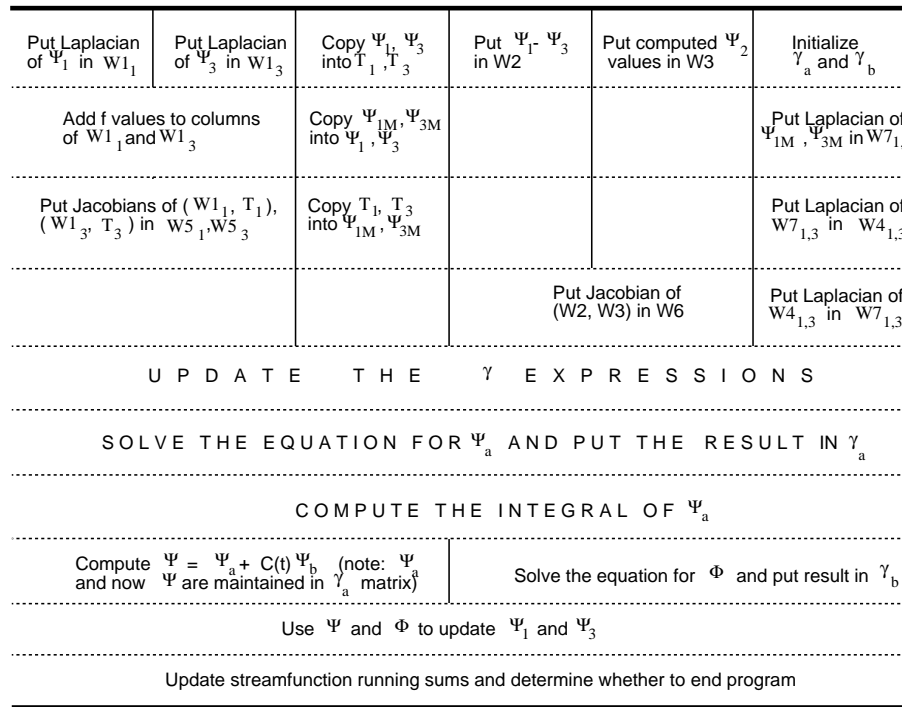 Put Laplacian
of Ψ1 in W11
Put Laplacian
of Ψ3 in W13
Copy Ψ1, Ψ3
into T1, T3
Put Ψ1- Ψ3
in W2
Put computed Ψ2
values in W3
Initialize
γa and γb
Add f values to columns
of W11 and W13
Copy Ψ1M, Ψ3M
into Ψ1, Ψ3
Put Laplacian of
Ψ1M, Ψ3M in W71,
Put Jacobians of (W11, T1),
(W13, T3) in W51, W53
Copy T1, T3
into Ψ1M, Ψ3M
Put Laplacian of
W71,3 in W41,3
Put Jacobian of
(W2, W3) in W6
Put Laplacian of
W41,3 in W71,3
UPDATE THE γ EXPRESSIONS
SOLVE THE EQUATION FOR Ψa AND PUT THE RESULT IN γa
COMPUTE THE INTEGRAL OF Ψa
Compute Ψ = Ψa + C(t) Ψb (note: Ψa
and now Ψ are maintained in γa matrix)
Solve the equation for Φ and put result in γb
Use Ψ and Φ to update Ψ1 and Ψ3
Update streamfunction running sums and determine whether to end program